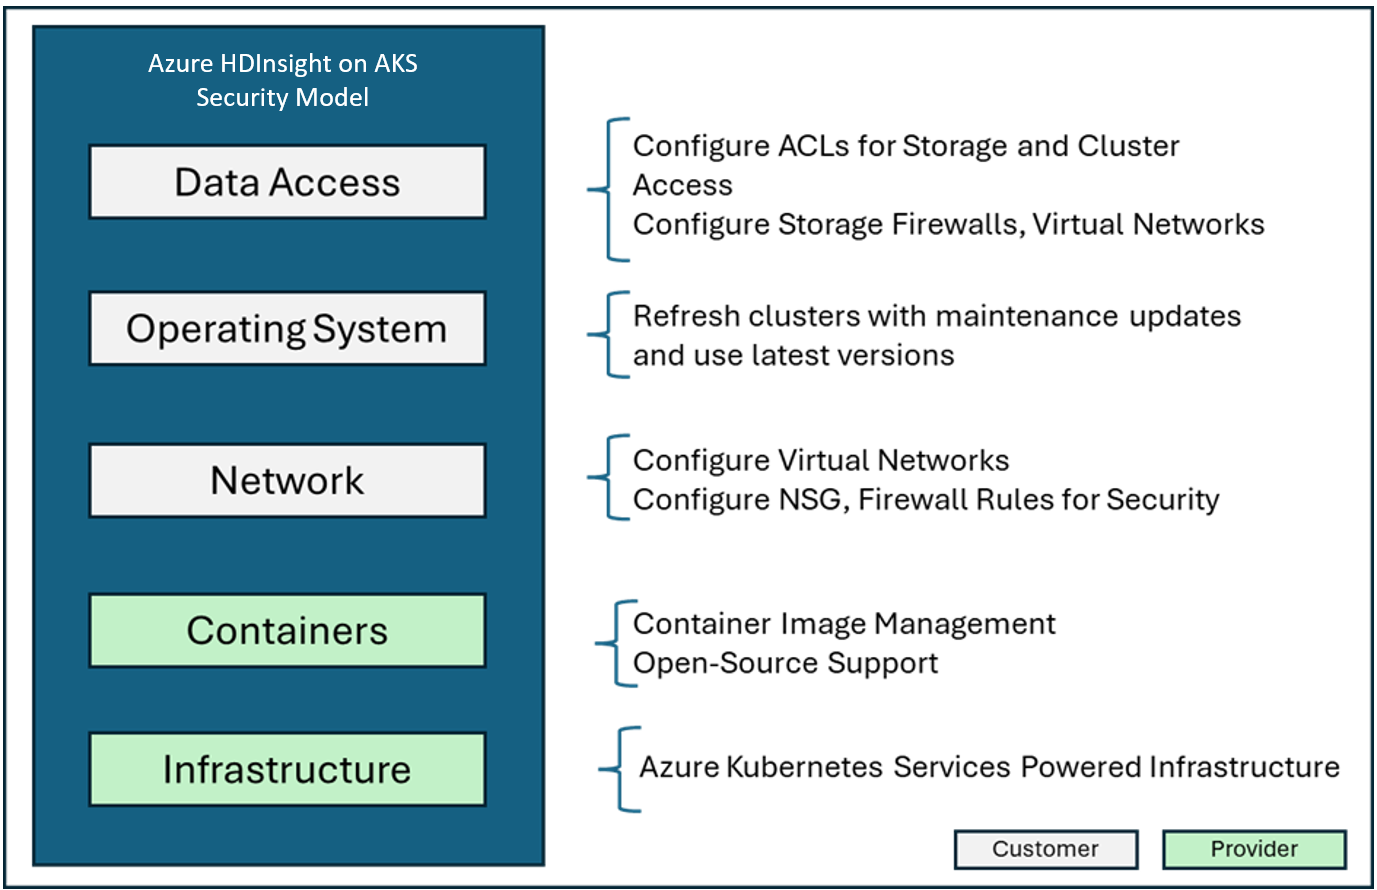 Azure HDInsight on AKS
Security Model
Data Access
Configure ACLs for Storage and Cluster
Access
Configure Storage Firewalls, Virtual Networks
Operating System
Refresh clusters with maintenance updates
and use latest versions
Network
Configure Virtual Networks
Configure NSG, Firewall Rules for Security
Containers
Container Image Management
Open-Source Support
Infrastructure
Azure Kubernetes Services Powered Infrastructure
Customer
Provider